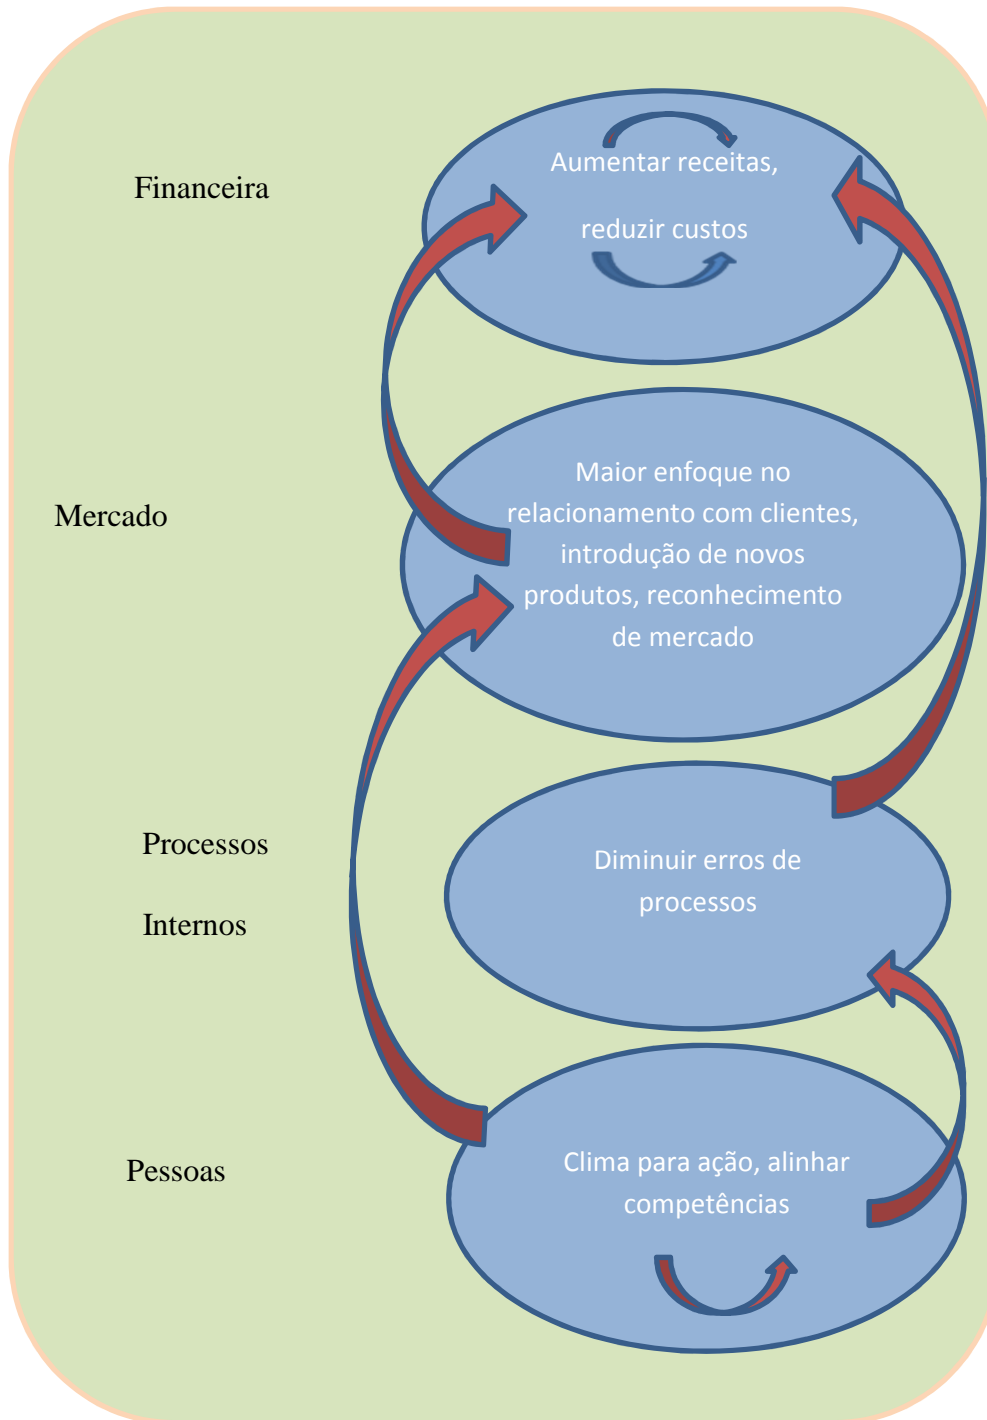 Financeira
Aumentar receitas,
reduzir custos
Mercado
Maior enfoque no
relacionamento com clientes,
introdução de novos
produtos, reconhecimento
de mercado
Processos
Internos
Diminuir erros de
processos
Pessoas
Clima para ação, alinhar
competências